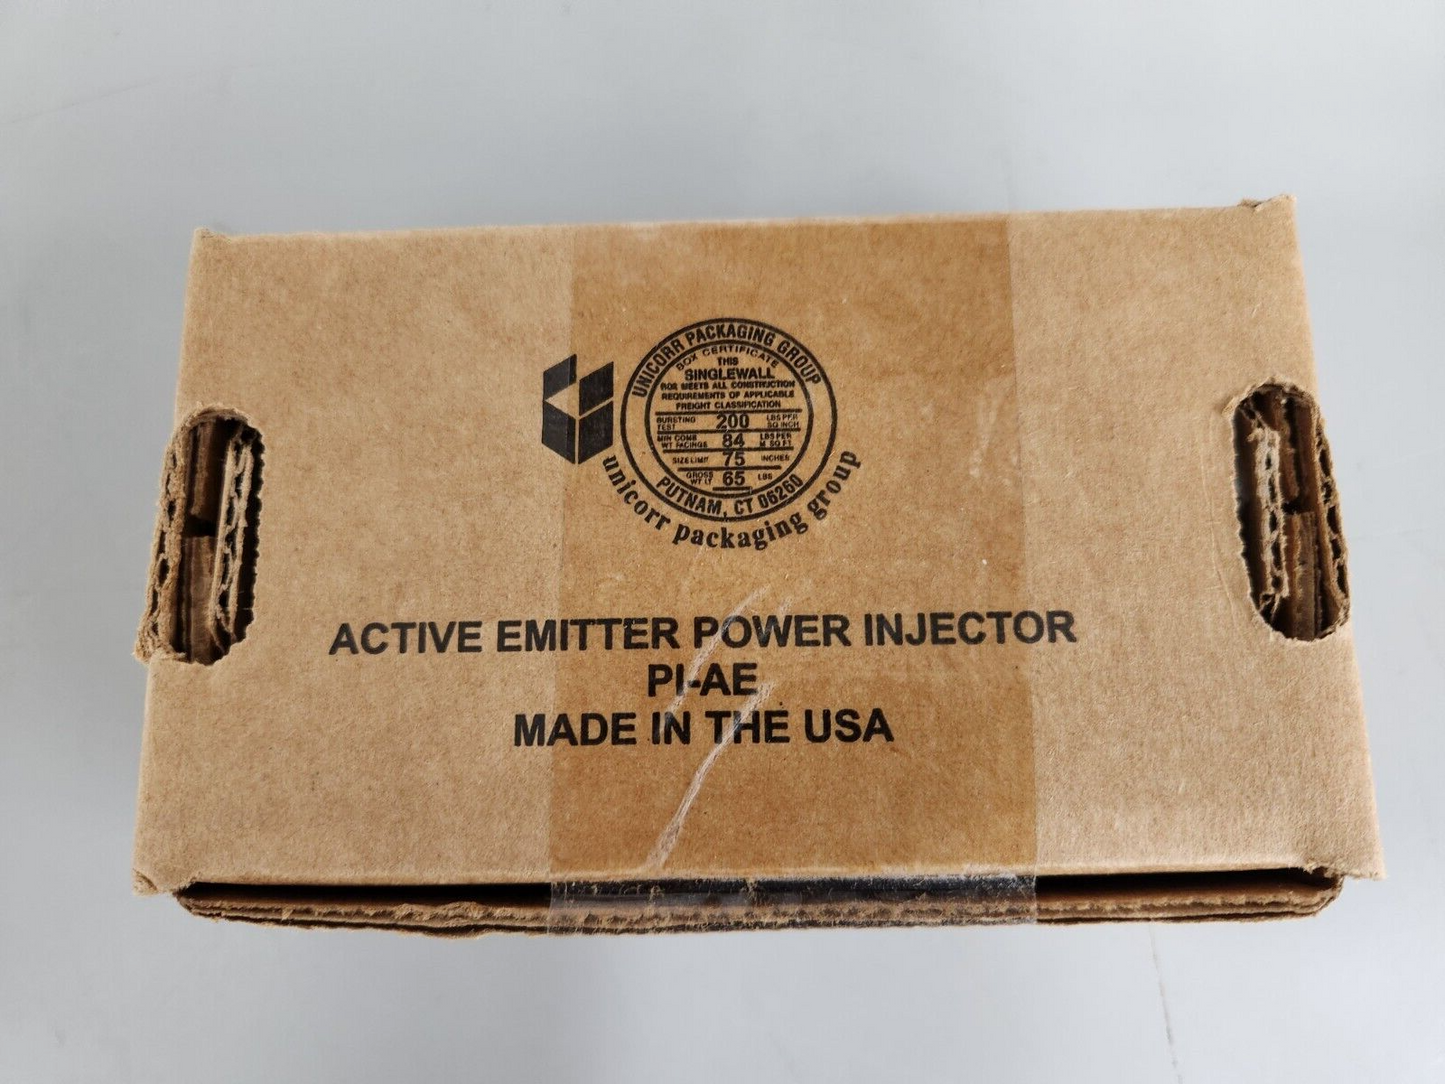 UNICORR PACKAGING GROUP
BOX CERTIFICATE
THIS
SINGLEWALL
BOX MEETS ALL CONSTRUCTION
REQUIREMENTS OF APPLICABLE
FREIGHT CLASSIFICATION
BURSTING TEST 200 LBS PER SQ INCH
MIN COMB WT FACINGS 84 LBS PER M SQ FT
SIZE LIMIT 75 INCHES
GROSS WT LT 65 LBS
PUTNAM, CT 06260
unicorr packaging group
ACTIVE EMITTER POWER INJECTOR
PI-AE
MADE IN THE USA